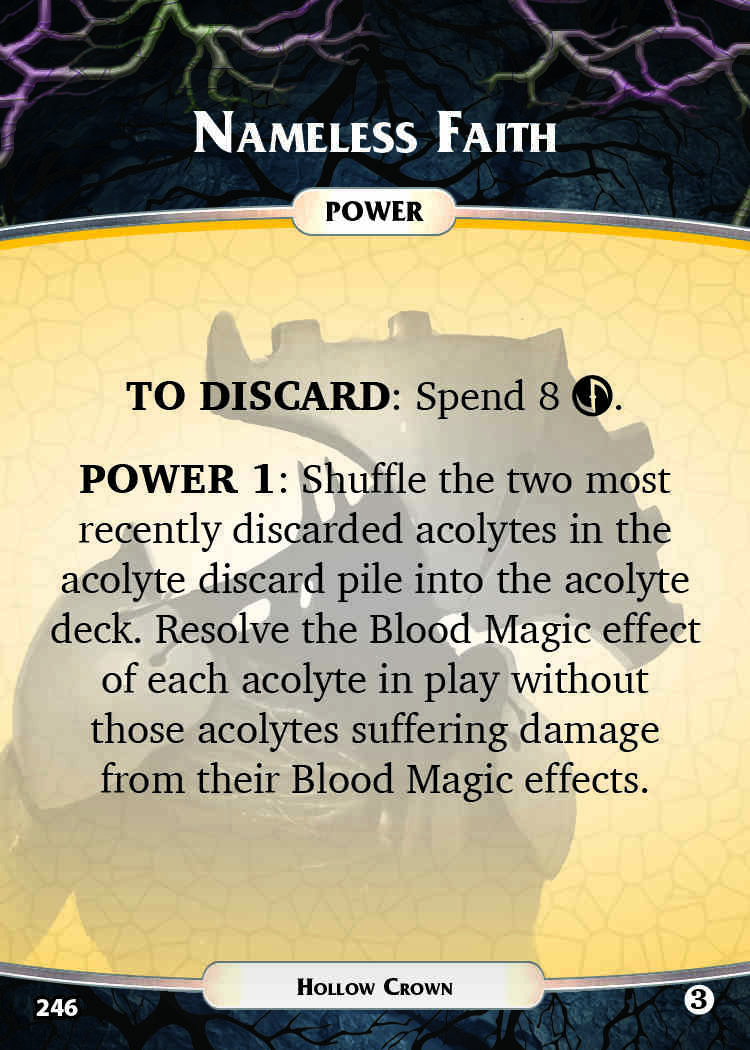 Nameless Faith
POWER
TO DISCARD: Spend 8 .
POWER 1: Shuffle the two most
recently discarded acolytes in the
acolyte discard pile into the acolyte
deck. Resolve the Blood Magic effect
of each acolyte in play without
those acolytes suffering damage
from their Blood Magic effects.
Hollow Crown
246
3